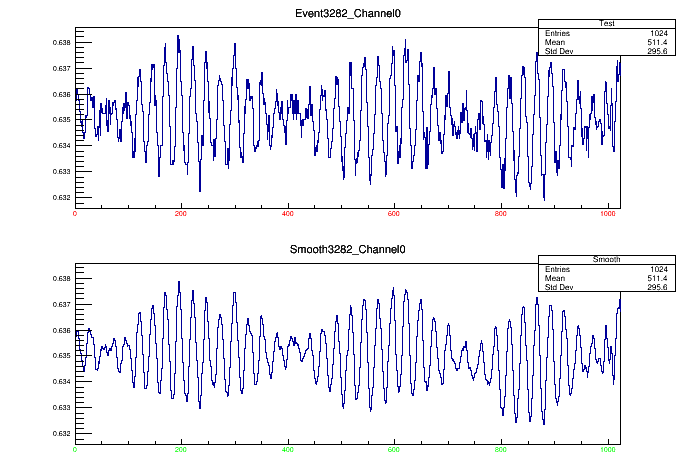 Event3282_Channel0
Test
Entries 1024
Mean 511.4
Std Dev 295.6
0.638
0.637
0.636
0.635
0.634
0.633
0.632
0 200 400 600 800 1000
Smooth3282_Channel0
Smooth
Entries 1024
Mean 511.4
Std Dev 295.6
0.638
0.637
0.636
0.635
0.634
0.633
0.632
0 200 400 600 800 1000